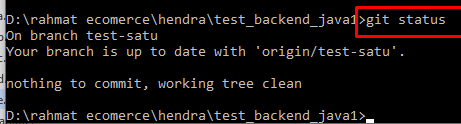 D:\rahmat ecomerce\hendra\test_backend_java1>git status
On branch test-satu
Your branch is up to date with 'origin/test-satu'.
nothing to commit, working tree clean
D:\rahmat ecomerce\hendra\test_backend_java1>